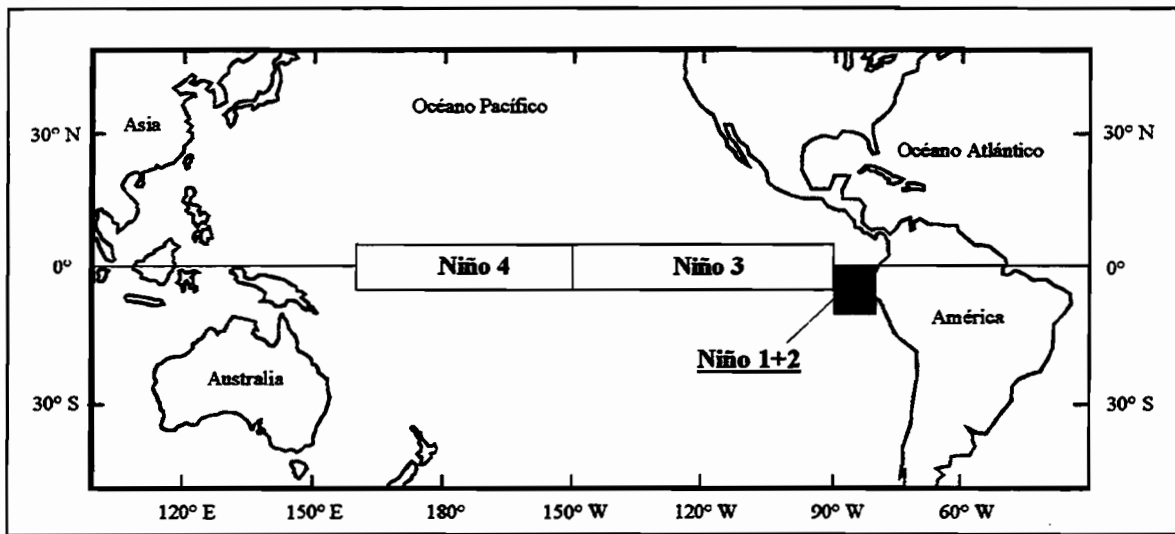 Océano Pacífico
Asia
30° N
30° N
Océano Atlántico
0°
Niño 4
Niño 3
0°
América
Niño 1+2
Australia
30° S
30° S
120° E
150° E
180°
150° W
120° W
90° W
60° W